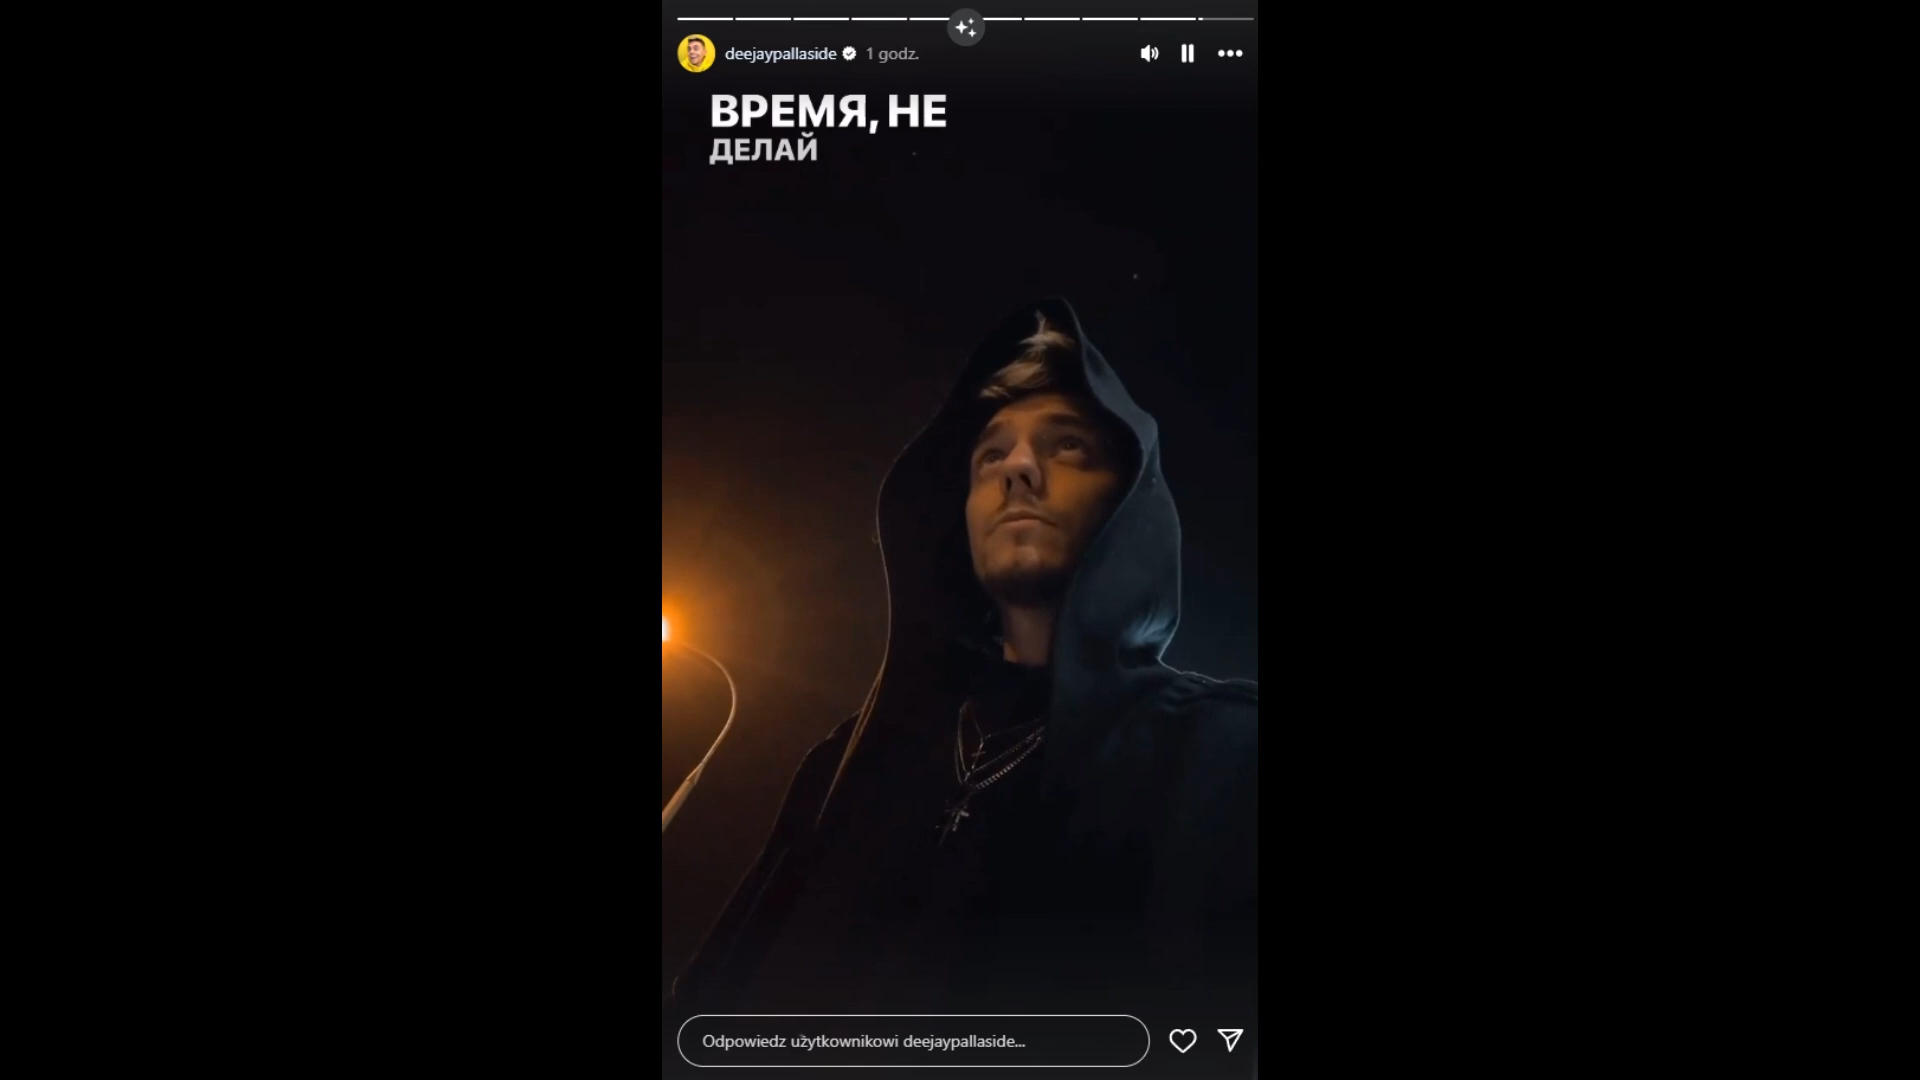 deejaypallaside 1 godz.
ВРЕМЯ, НЕ
ДЕЛАЙ
Odpowiedz użytkownikowi deejaypallaside...